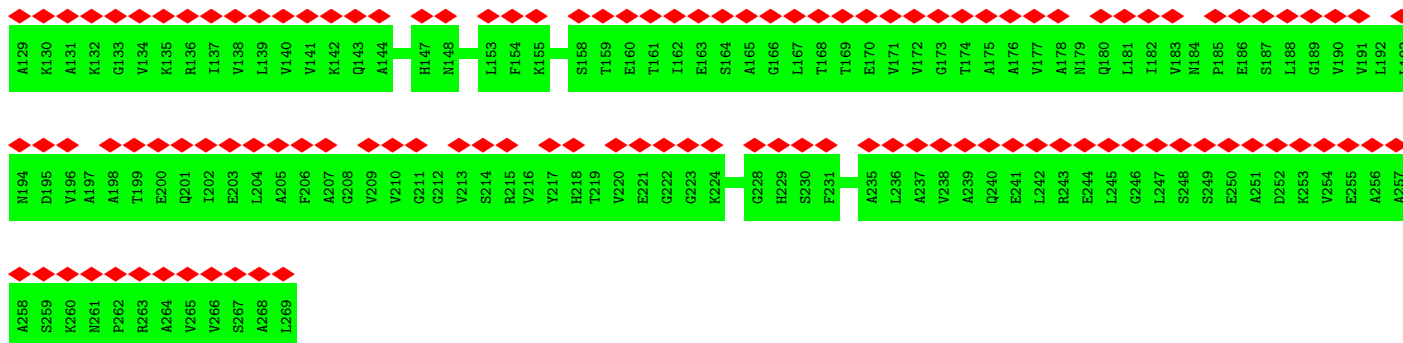 A129 K130 A131 K132 G133 V134 K135 R136 I137 V138 L139 V140 V141 K142 Q143 A144 H147 N148 L153 F154 K155 S158 T159 E160 T161 I162 E163 S164 A165 G166 L167 T168 T169 E170 V171 V172 G173 T174 A175 A176 V177 A178 N179 Q180 L181 I182 V183 N184 P185 E186 S187 L188 G189 V190 V191 L192
N194 D195 V196 A197 A198 T199 E200 Q201 I202 E203 L204 A205 F206 A207 G208 V209 V210 G211 G212 V213 S214 R215 V216 Y217 H218 T219 V220 E221 G222 G223 K224 G228 H229 S230 F231 A235 L236 A237 V238 A239 Q240 E241 L242 R243 E244 L245 G246 L247 S248 S249 E250 A251 D252 K253 V254 E255 A256 A257
A258 S259 K260 N261 P262 R263 A264 V265 V266 S267 A268 L269